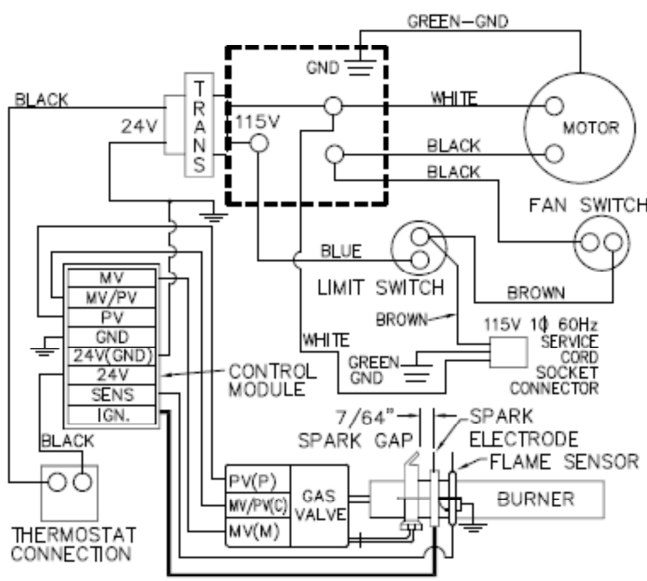 GREEN-GND
GND
BLACK
24V
TRANS
115V
WHITE
MOTOR
BLACK
BLACK
FAN SWITCH
BLUE
LIMIT SWITCH
BROWN
BROWN
MV
MV/PV
PV
GND
24V(GND)
24V
SENS
IGN.
CONTROL
MODULE
WHITE
GREEN
GND
115V 1ϕ 60Hz
SERVICE
CORD
SOCKET
CONNECTOR
BLACK
THERMOSTAT
CONNECTION
7/64"
SPARK GAP
SPARK
ELECTRODE
FLAME SENSOR
PV(P)
MV/PV(C)
MV(M)
GAS
VALVE
BURNER